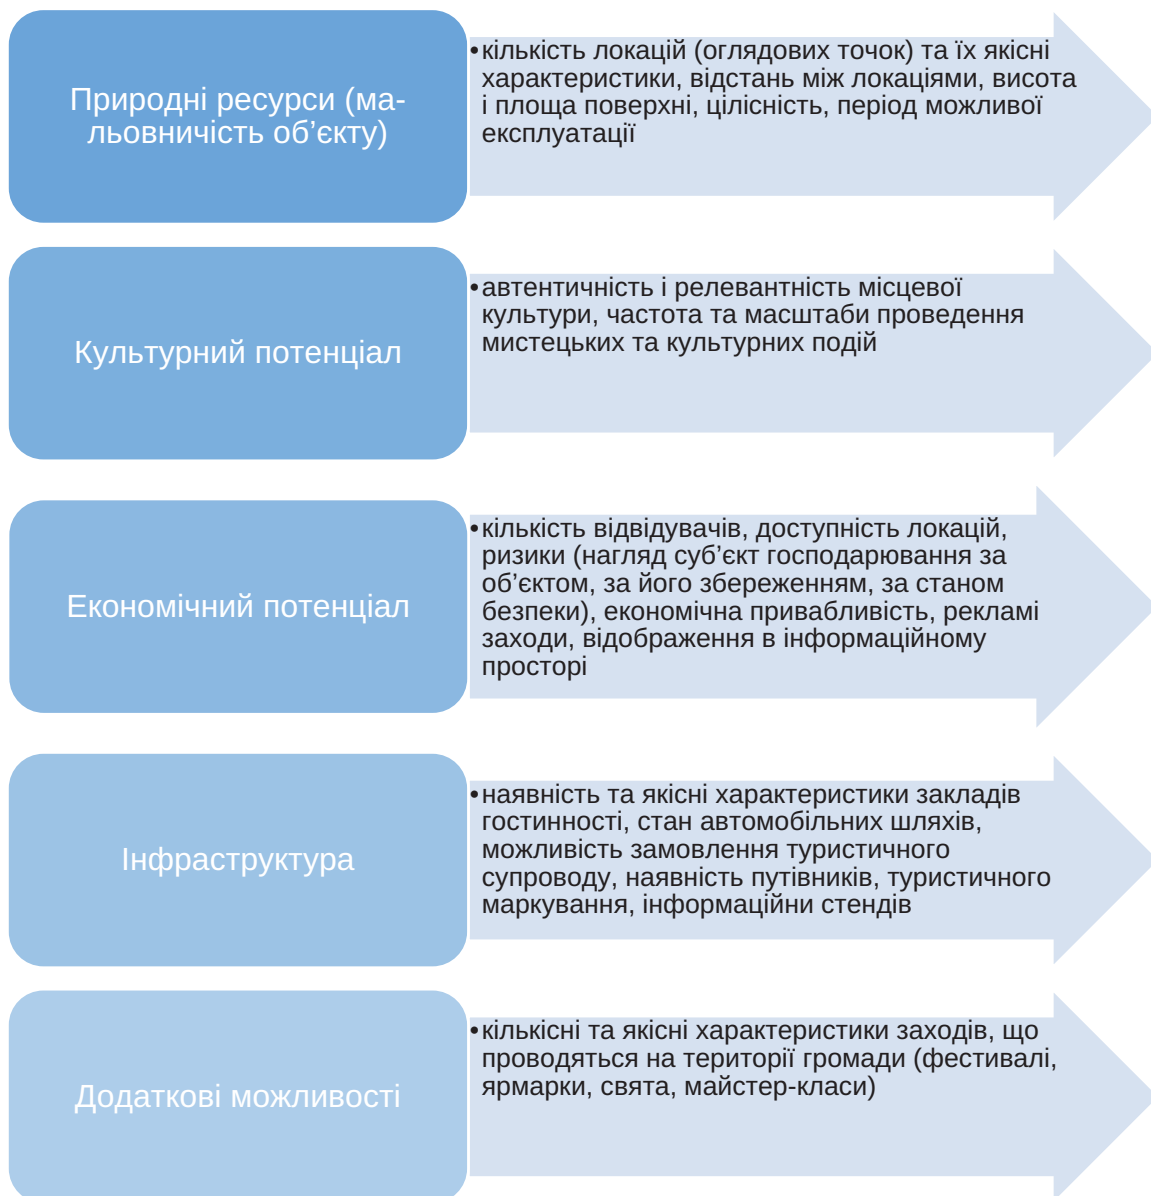 Природні ресурси (ма-
льовничість об’єкту)
•кількість локацій (оглядових точок) та їх якісні
характеристики, відстань між локаціями, висота
і площа поверхні, цілісність, період можливої
експлуатації
Культурний потенціал
•автентичність і релевантність місцевої
культури, частота та масштаби проведення
мистецьких та культурних подій
Економічний потенціал
•кількість відвідувачів, доступність локацій,
ризики (нагляд суб’єкт господарювання за
об’єктом, за його збереженням, за станом
безпеки), економічна привабливість, рекламі
заходи, відображення в інформаційному
просторі
Інфраструктура
•наявність та якісні характеристики закладів
гостинності, стан автомобільних шляхів,
можливість замовлення туристичного
супроводу, наявність путівників, туристичного
маркування, інформаційни стендів
Додаткові можливості
•кількісні та якісні характеристики заходів, що
проводяться на території громади (фестивалі,
ярмарки, свята, майстер-класи)